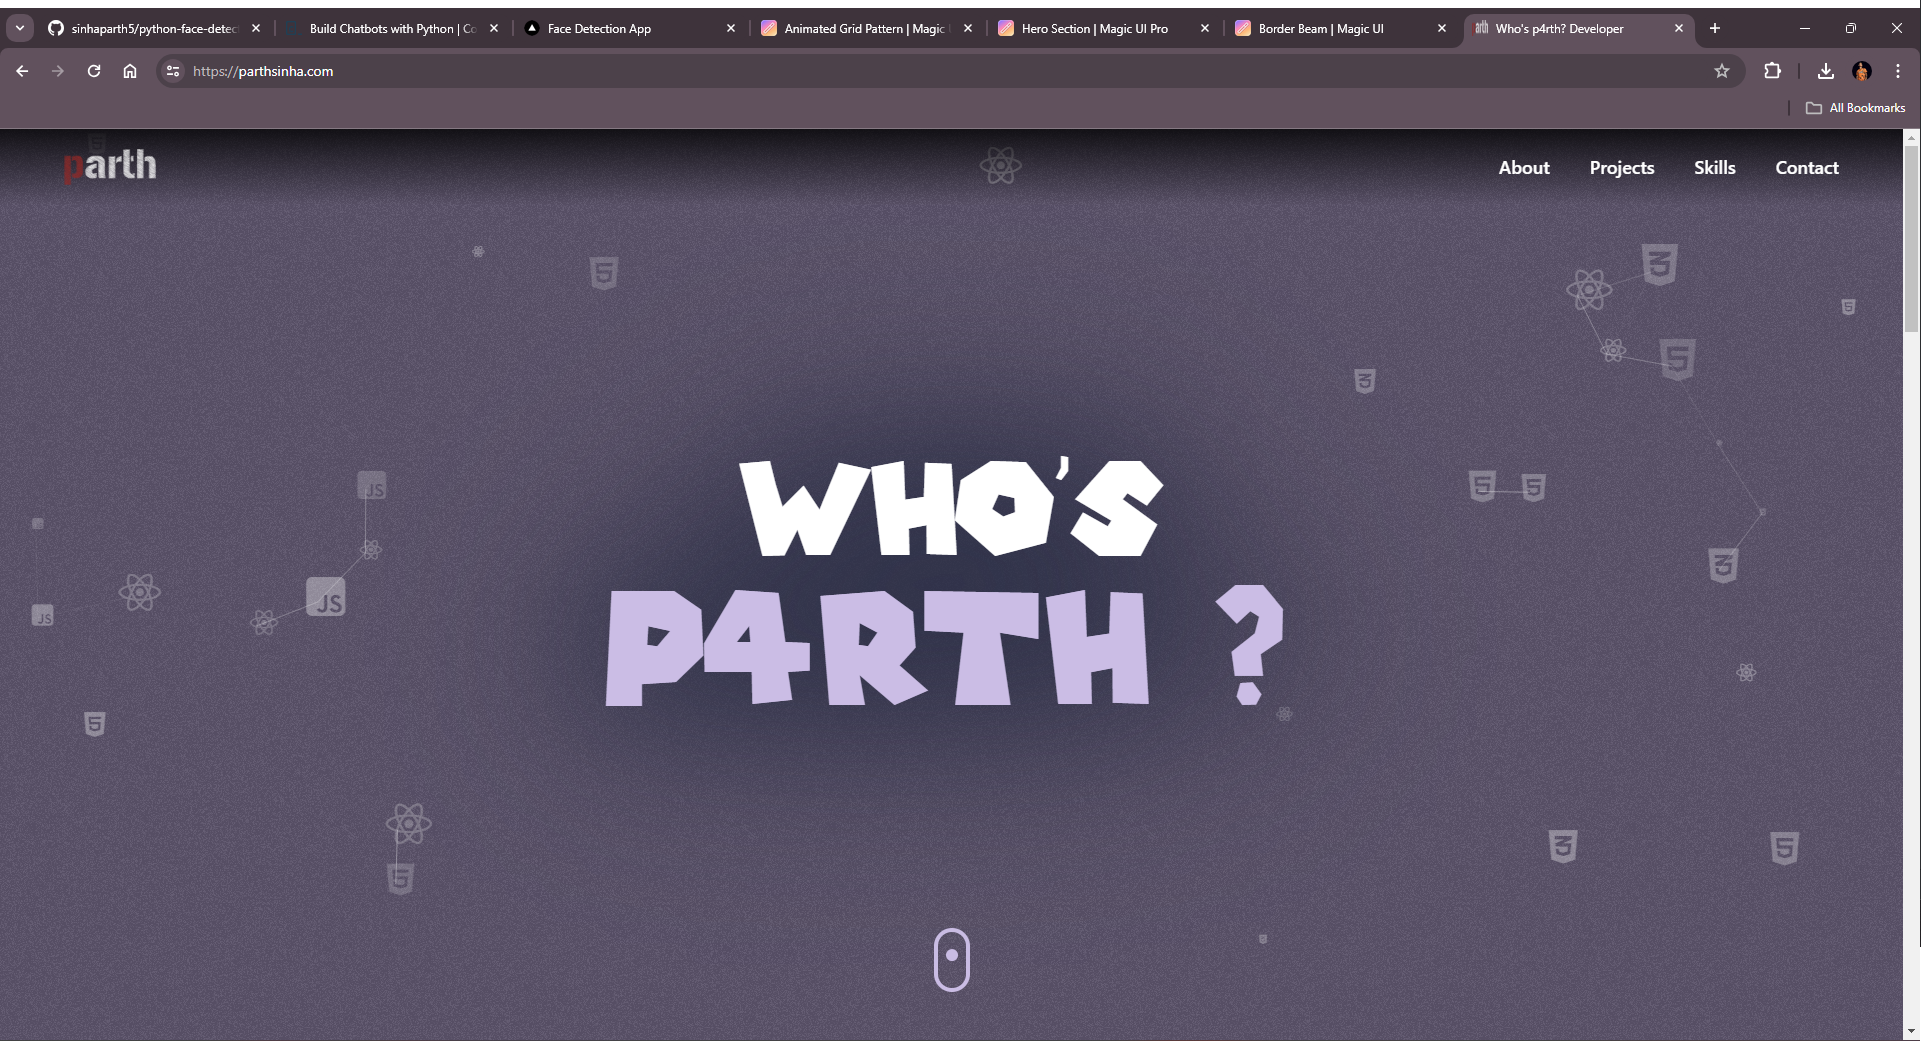 sinhaparth5/python-face-detec
Build Chatbots with Python | Co
Face Detection App
Animated Grid Pattern | Magic
Hero Section | Magic UI Pro
Border Beam | Magic UI
Who's p4rth? Developer
https://parthsinha.com
All Bookmarks
parth
About
Projects
Skills
Contact
WHO'S
P4RTH ?
JS
JS
JS